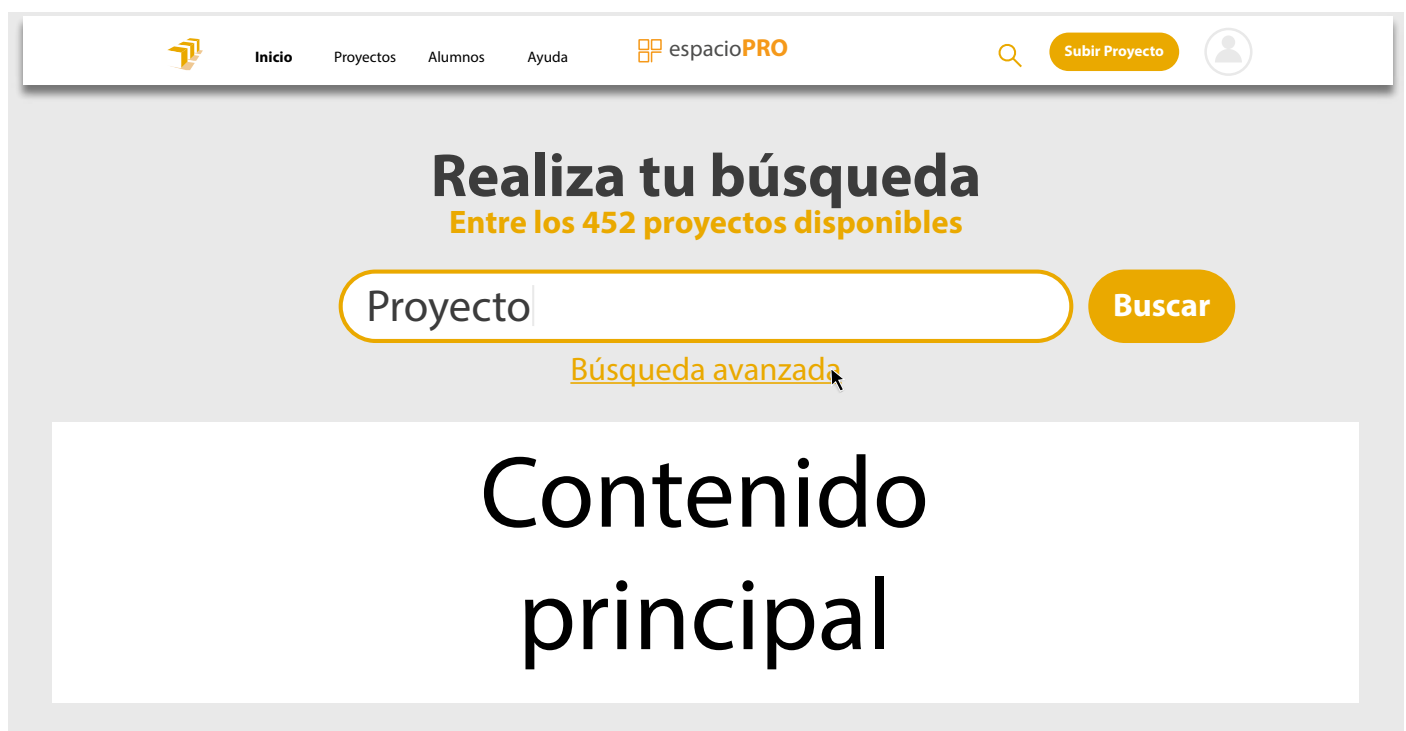 Inicio Proyectos Alumnos Ayuda espacioPRO Subir Proyecto
Realiza tu búsqueda
Entre los 452 proyectos disponibles
Proyecto Buscar
Búsqueda avanzada
Contenido
principal